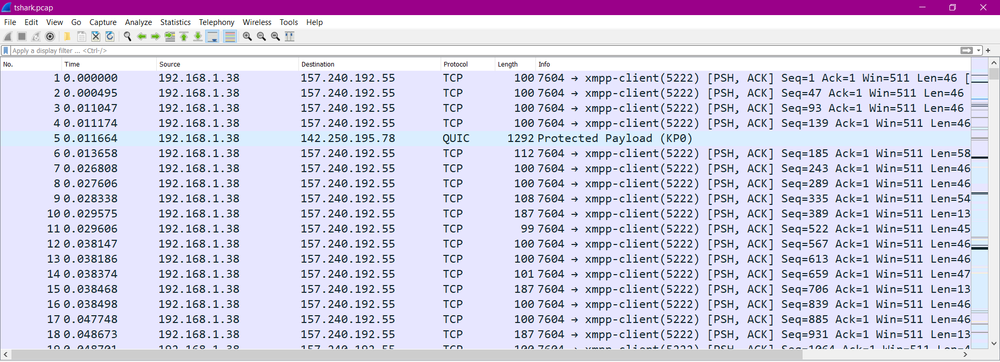 tshark.pcap
File Edit View Go Capture Analyze Statistics Telephony Wireless Tools Help
Apply a display filter ... <Ctrl-/>
No. Time Source Destination Protocol Length Info
1 0.000000 192.168.1.38 157.240.192.55 TCP 100 7604 → xmpp-client(5222) [PSH, ACK] Seq=1 Ack=1 Win=511 Len=46 [
2 0.000495 192.168.1.38 157.240.192.55 TCP 100 7604 → xmpp-client(5222) [PSH, ACK] Seq=47 Ack=1 Win=511 Len=46
3 0.011047 192.168.1.38 157.240.192.55 TCP 100 7604 → xmpp-client(5222) [PSH, ACK] Seq=93 Ack=1 Win=511 Len=46
4 0.011174 192.168.1.38 157.240.192.55 TCP 100 7604 → xmpp-client(5222) [PSH, ACK] Seq=139 Ack=1 Win=511 Len=46
5 0.011664 192.168.1.38 142.250.195.78 QUIC 1292 Protected Payload (KP0)
6 0.013658 192.168.1.38 157.240.192.55 TCP 112 7604 → xmpp-client(5222) [PSH, ACK] Seq=185 Ack=1 Win=511 Len=58
7 0.026808 192.168.1.38 157.240.192.55 TCP 100 7604 → xmpp-client(5222) [PSH, ACK] Seq=243 Ack=1 Win=511 Len=46
8 0.027606 192.168.1.38 157.240.192.55 TCP 100 7604 → xmpp-client(5222) [PSH, ACK] Seq=289 Ack=1 Win=511 Len=46
9 0.028338 192.168.1.38 157.240.192.55 TCP 108 7604 → xmpp-client(5222) [PSH, ACK] Seq=335 Ack=1 Win=511 Len=54
10 0.029575 192.168.1.38 157.240.192.55 TCP 187 7604 → xmpp-client(5222) [PSH, ACK] Seq=389 Ack=1 Win=511 Len=13
11 0.029606 192.168.1.38 157.240.192.55 TCP 99 7604 → xmpp-client(5222) [PSH, ACK] Seq=522 Ack=1 Win=511 Len=45
12 0.038147 192.168.1.38 157.240.192.55 TCP 100 7604 → xmpp-client(5222) [PSH, ACK] Seq=567 Ack=1 Win=511 Len=46
13 0.038186 192.168.1.38 157.240.192.55 TCP 100 7604 → xmpp-client(5222) [PSH, ACK] Seq=613 Ack=1 Win=511 Len=46
14 0.038374 192.168.1.38 157.240.192.55 TCP 101 7604 → xmpp-client(5222) [PSH, ACK] Seq=659 Ack=1 Win=511 Len=47
15 0.038468 192.168.1.38 157.240.192.55 TCP 187 7604 → xmpp-client(5222) [PSH, ACK] Seq=706 Ack=1 Win=511 Len=13
16 0.038498 192.168.1.38 157.240.192.55 TCP 100 7604 → xmpp-client(5222) [PSH, ACK] Seq=839 Ack=1 Win=511 Len=46
17 0.047748 192.168.1.38 157.240.192.55 TCP 100 7604 → xmpp-client(5222) [PSH, ACK] Seq=885 Ack=1 Win=511 Len=46
18 0.048673 192.168.1.38 157.240.192.55 TCP 187 7604 → xmpp-client(5222) [PSH, ACK] Seq=931 Ack=1 Win=511 Len=13
19 0.048701 192.168.1.38 157.240.192.55 TCP 100 7604 → xmpp-client(5222) [PSH, ACK] Seq=1064 Ack=1 Win=511 Len=4